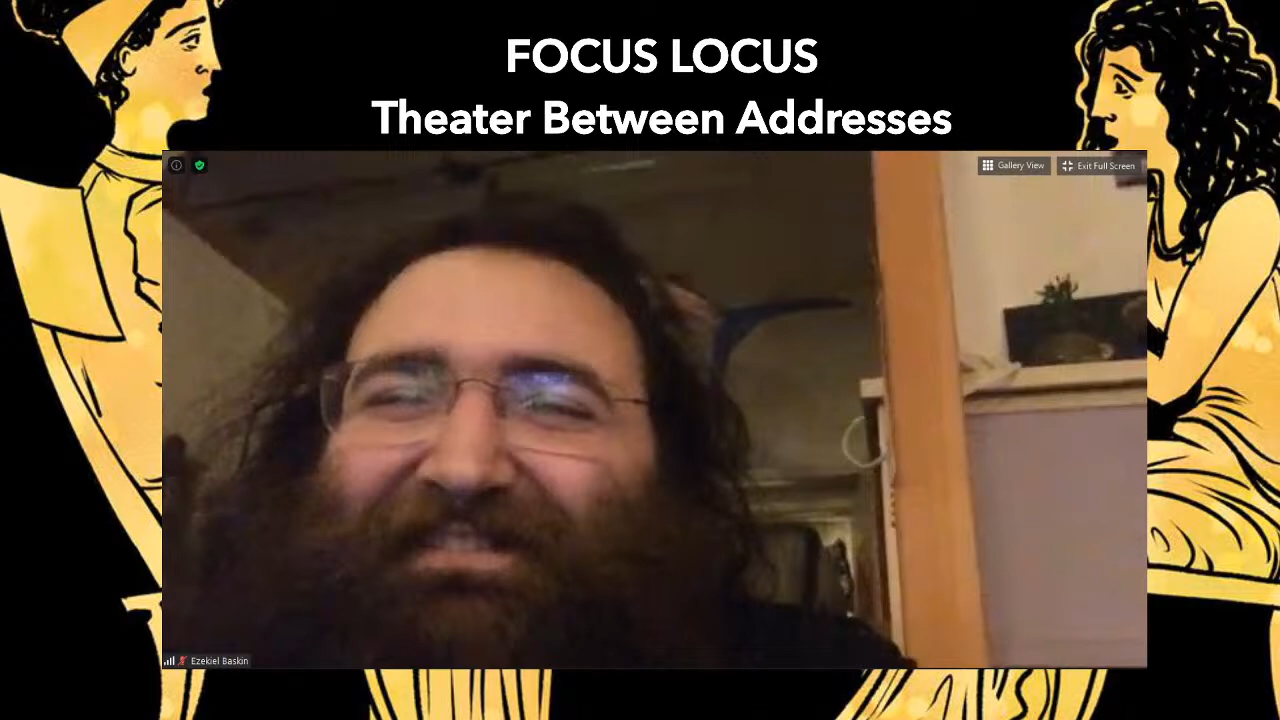 FOCUS LOCUS
Theater Between Addresses
Gallery View
Exit Full Screen
Ezekiel Baskin